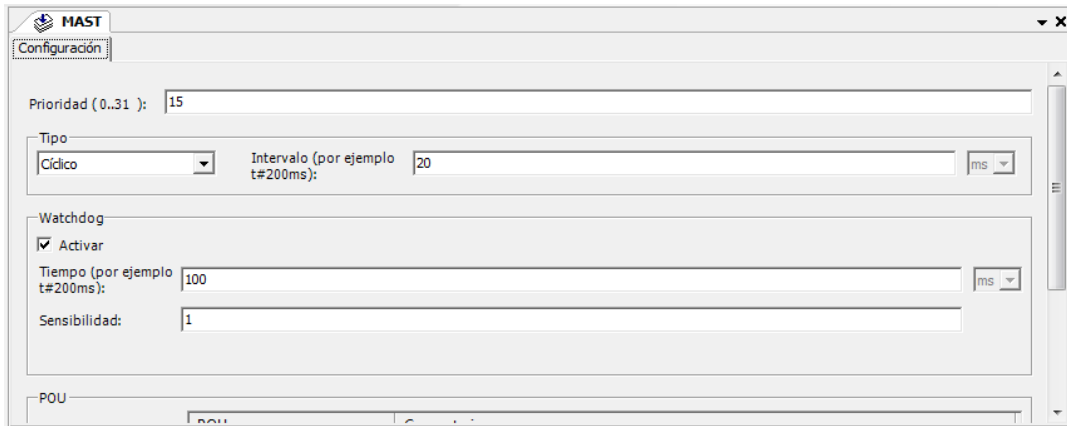 MAST
Configuración
Prioridad ( 0..31 ): 15
Tipo
Cíclico
Intervalo (por ejemplo
t#200ms):
20
ms
Watchdog
Activar
Tiempo (por ejemplo
t#200ms):
100
ms
Sensibilidad:
1
POU
POU